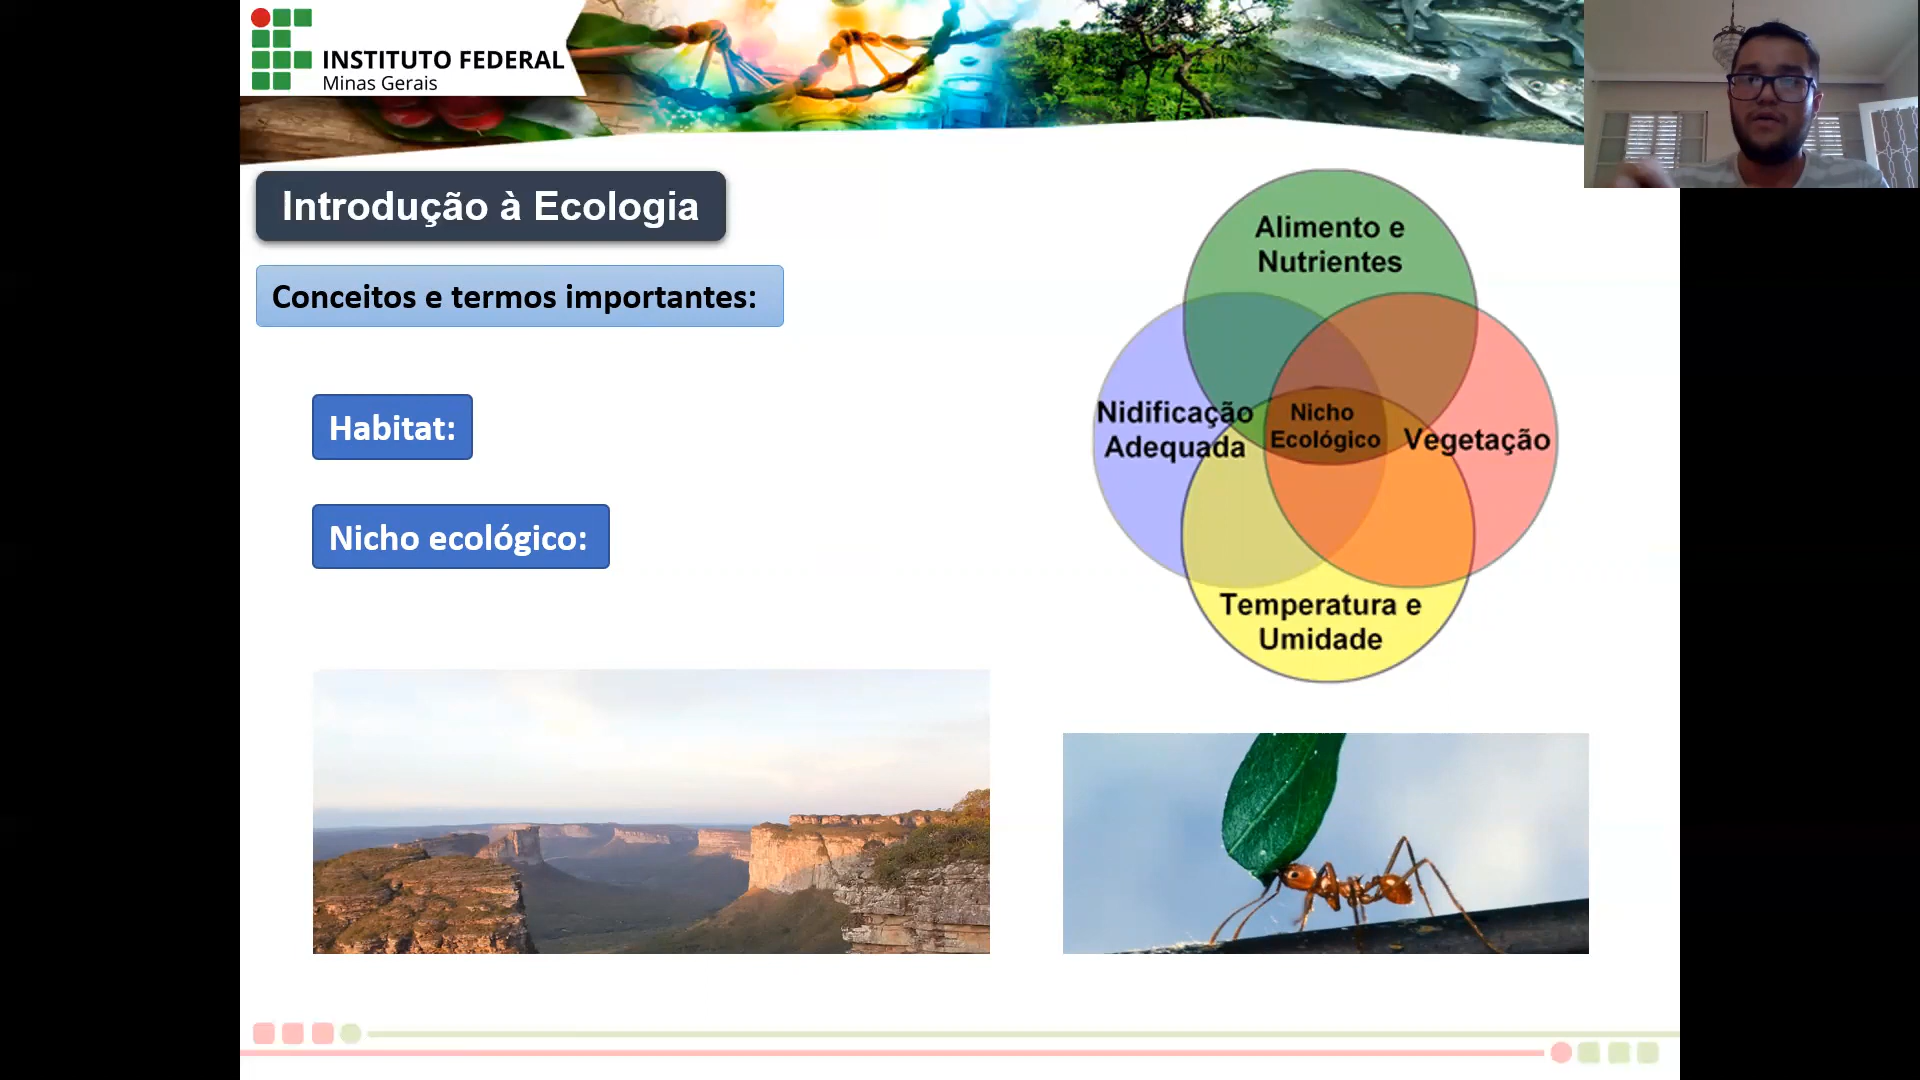 INSTITUTO FEDERAL
Minas Gerais
Introdução à Ecologia
Conceitos e termos importantes:
Habitat:
Nicho ecológico:
Alimento e
Nutrientes
Nidificação
Adequada
Nicho
Ecológico
Vegetação
Temperatura e
Umidade